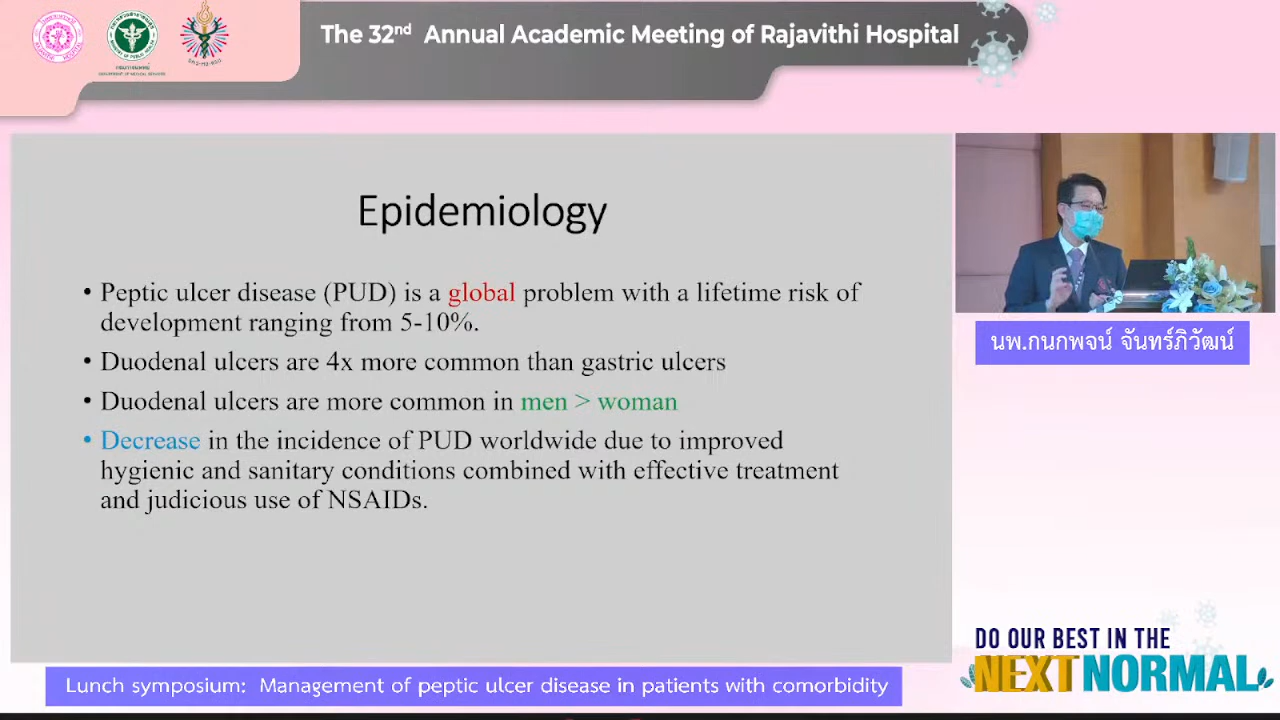 The 32nd Annual Academic Meeting of Rajavithi Hospital
Epidemiology
• Peptic ulcer disease (PUD) is a global problem with a lifetime risk of
development ranging from 5-10%.
• Duodenal ulcers are 4x more common than gastric ulcers
• Duodenal ulcers are more common in men > woman
• Decrease in the incidence of PUD worldwide due to improved
hygienic and sanitary conditions combined with effective treatment
and judicious use of NSAIDs.
นพ.กนกพจน์ จันทร์ภิวัฒน์
DO OUR BEST IN THE
NEXT NORMAL
Lunch symposium: Management of peptic ulcer disease in patients with comorbidity